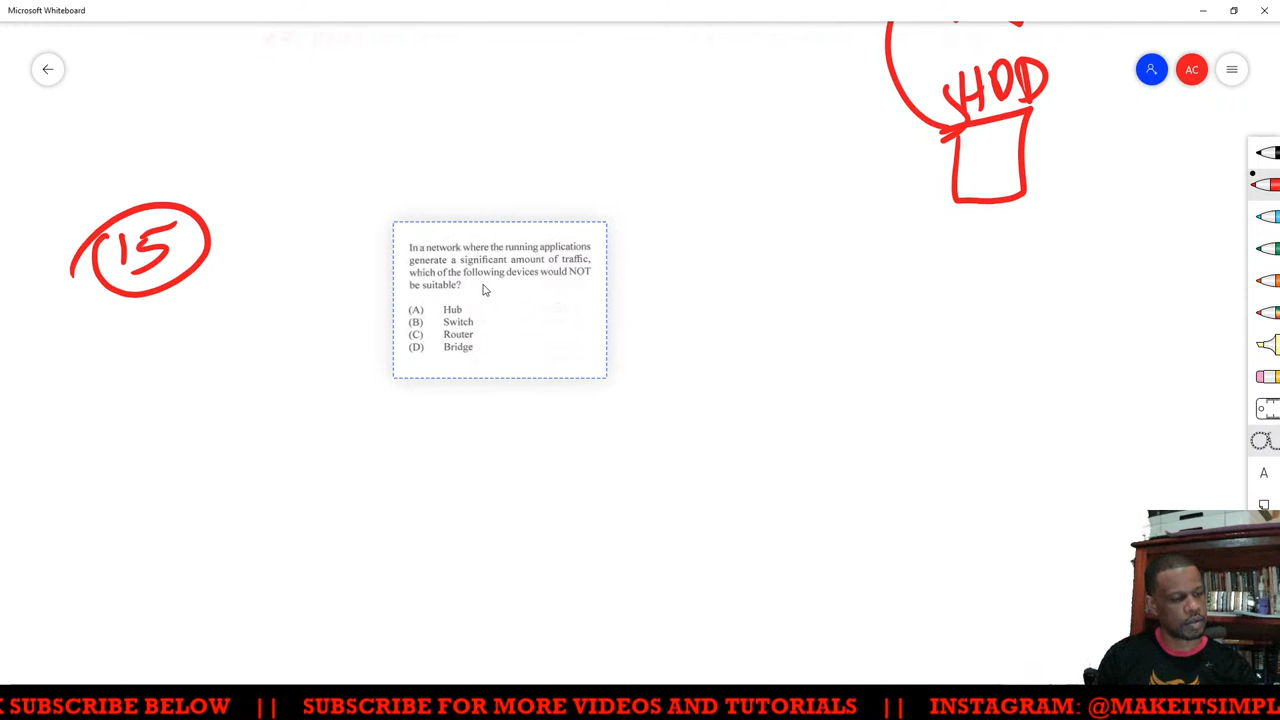 Microsoft Whiteboard
HDD
AC
15
In a network where the running applications
generate a significant amount of traffic,
which of the following devices would NOT
be suitable?
(A) Hub
(B) Switch
(C) Router
(D) Bridge
A
K SUBSCRIBE BELOW || SUBSCRIBE FOR MORE VIDEOS AND TUTORIALS || INSTAGRAM: @MAKEITSIMPL